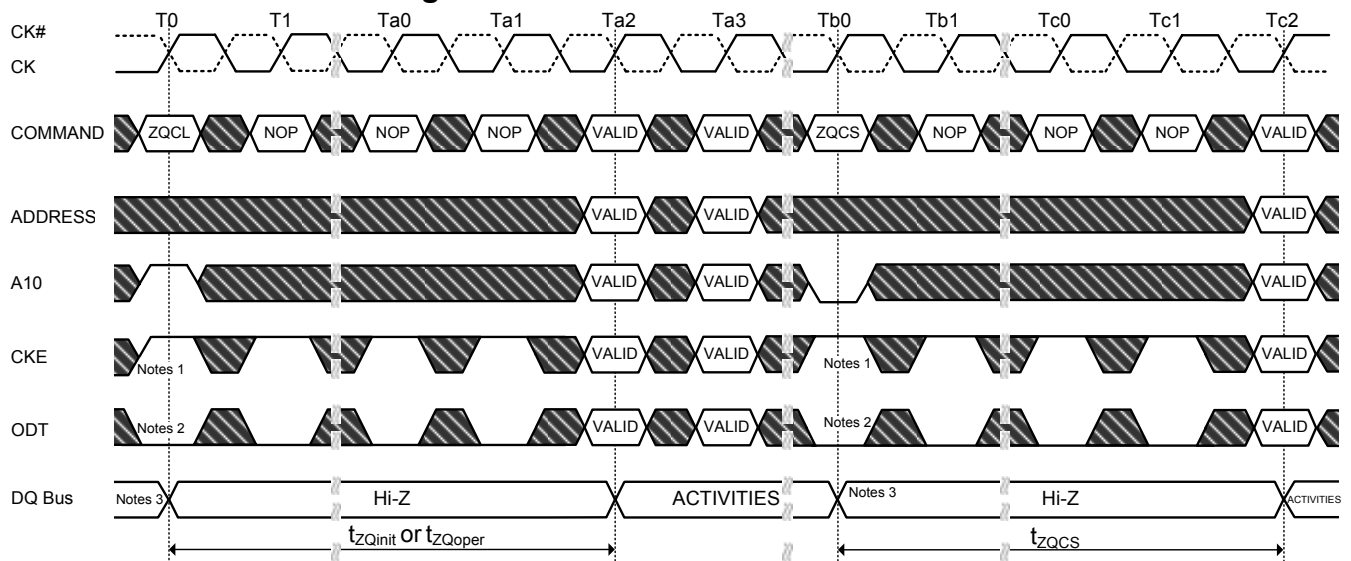 T0 T1 Ta0 Ta1 Ta2 Ta3 Tb0 Tb1 Tc0 Tc1 Tc2
CK#
CK
COMMAND ZQCL NOP NOP NOP VALID VALID ZQCS NOP NOP NOP VALID
ADDRESS VALID VALID VALID
A10 VALID VALID VALID
CKE Notes 1 VALID VALID Notes 1 VALID
ODT Notes 2 VALID VALID Notes 2 VALID
DQ Bus Notes 3 Hi-Z ACTIVITIES Notes 3 Hi-Z ACTIVITIES
tZQinit or tZQoper tZQCS